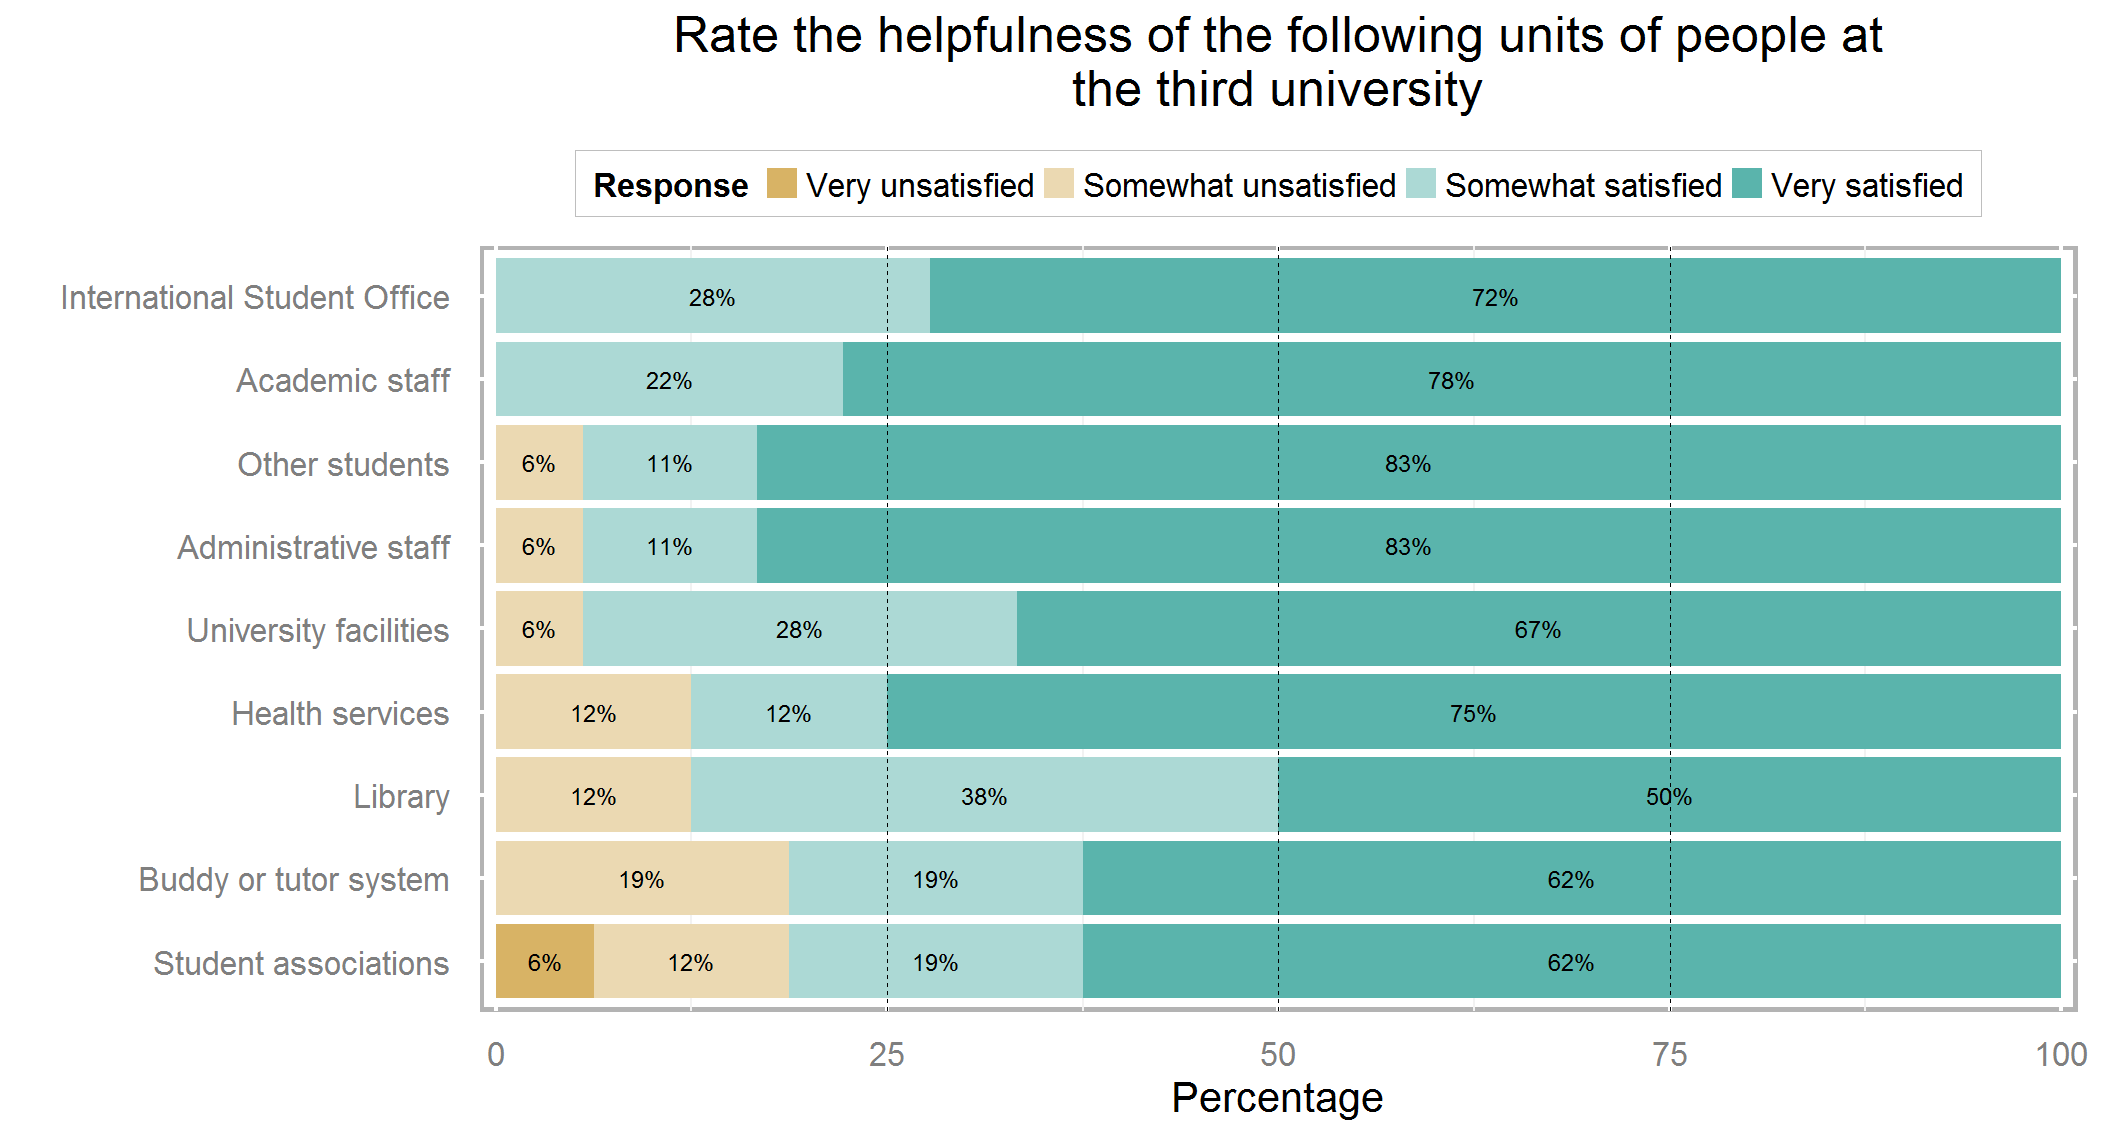 Rate the helpfulness of the following units of people at
the third university
Response Very unsatisfied Somewhat unsatisfied Somewhat satisfied Very satisfied
International Student Office 28% 72%
Academic staff 22% 78%
Other students 6% 11% 83%
Administrative staff 6% 11% 83%
University facilities 6% 28% 67%
Health services 12% 12% 75%
Library 12% 38% 50%
Buddy or tutor system 19% 19% 62%
Student associations 6% 12% 19% 62%
0 25 50 75 100
Percentage